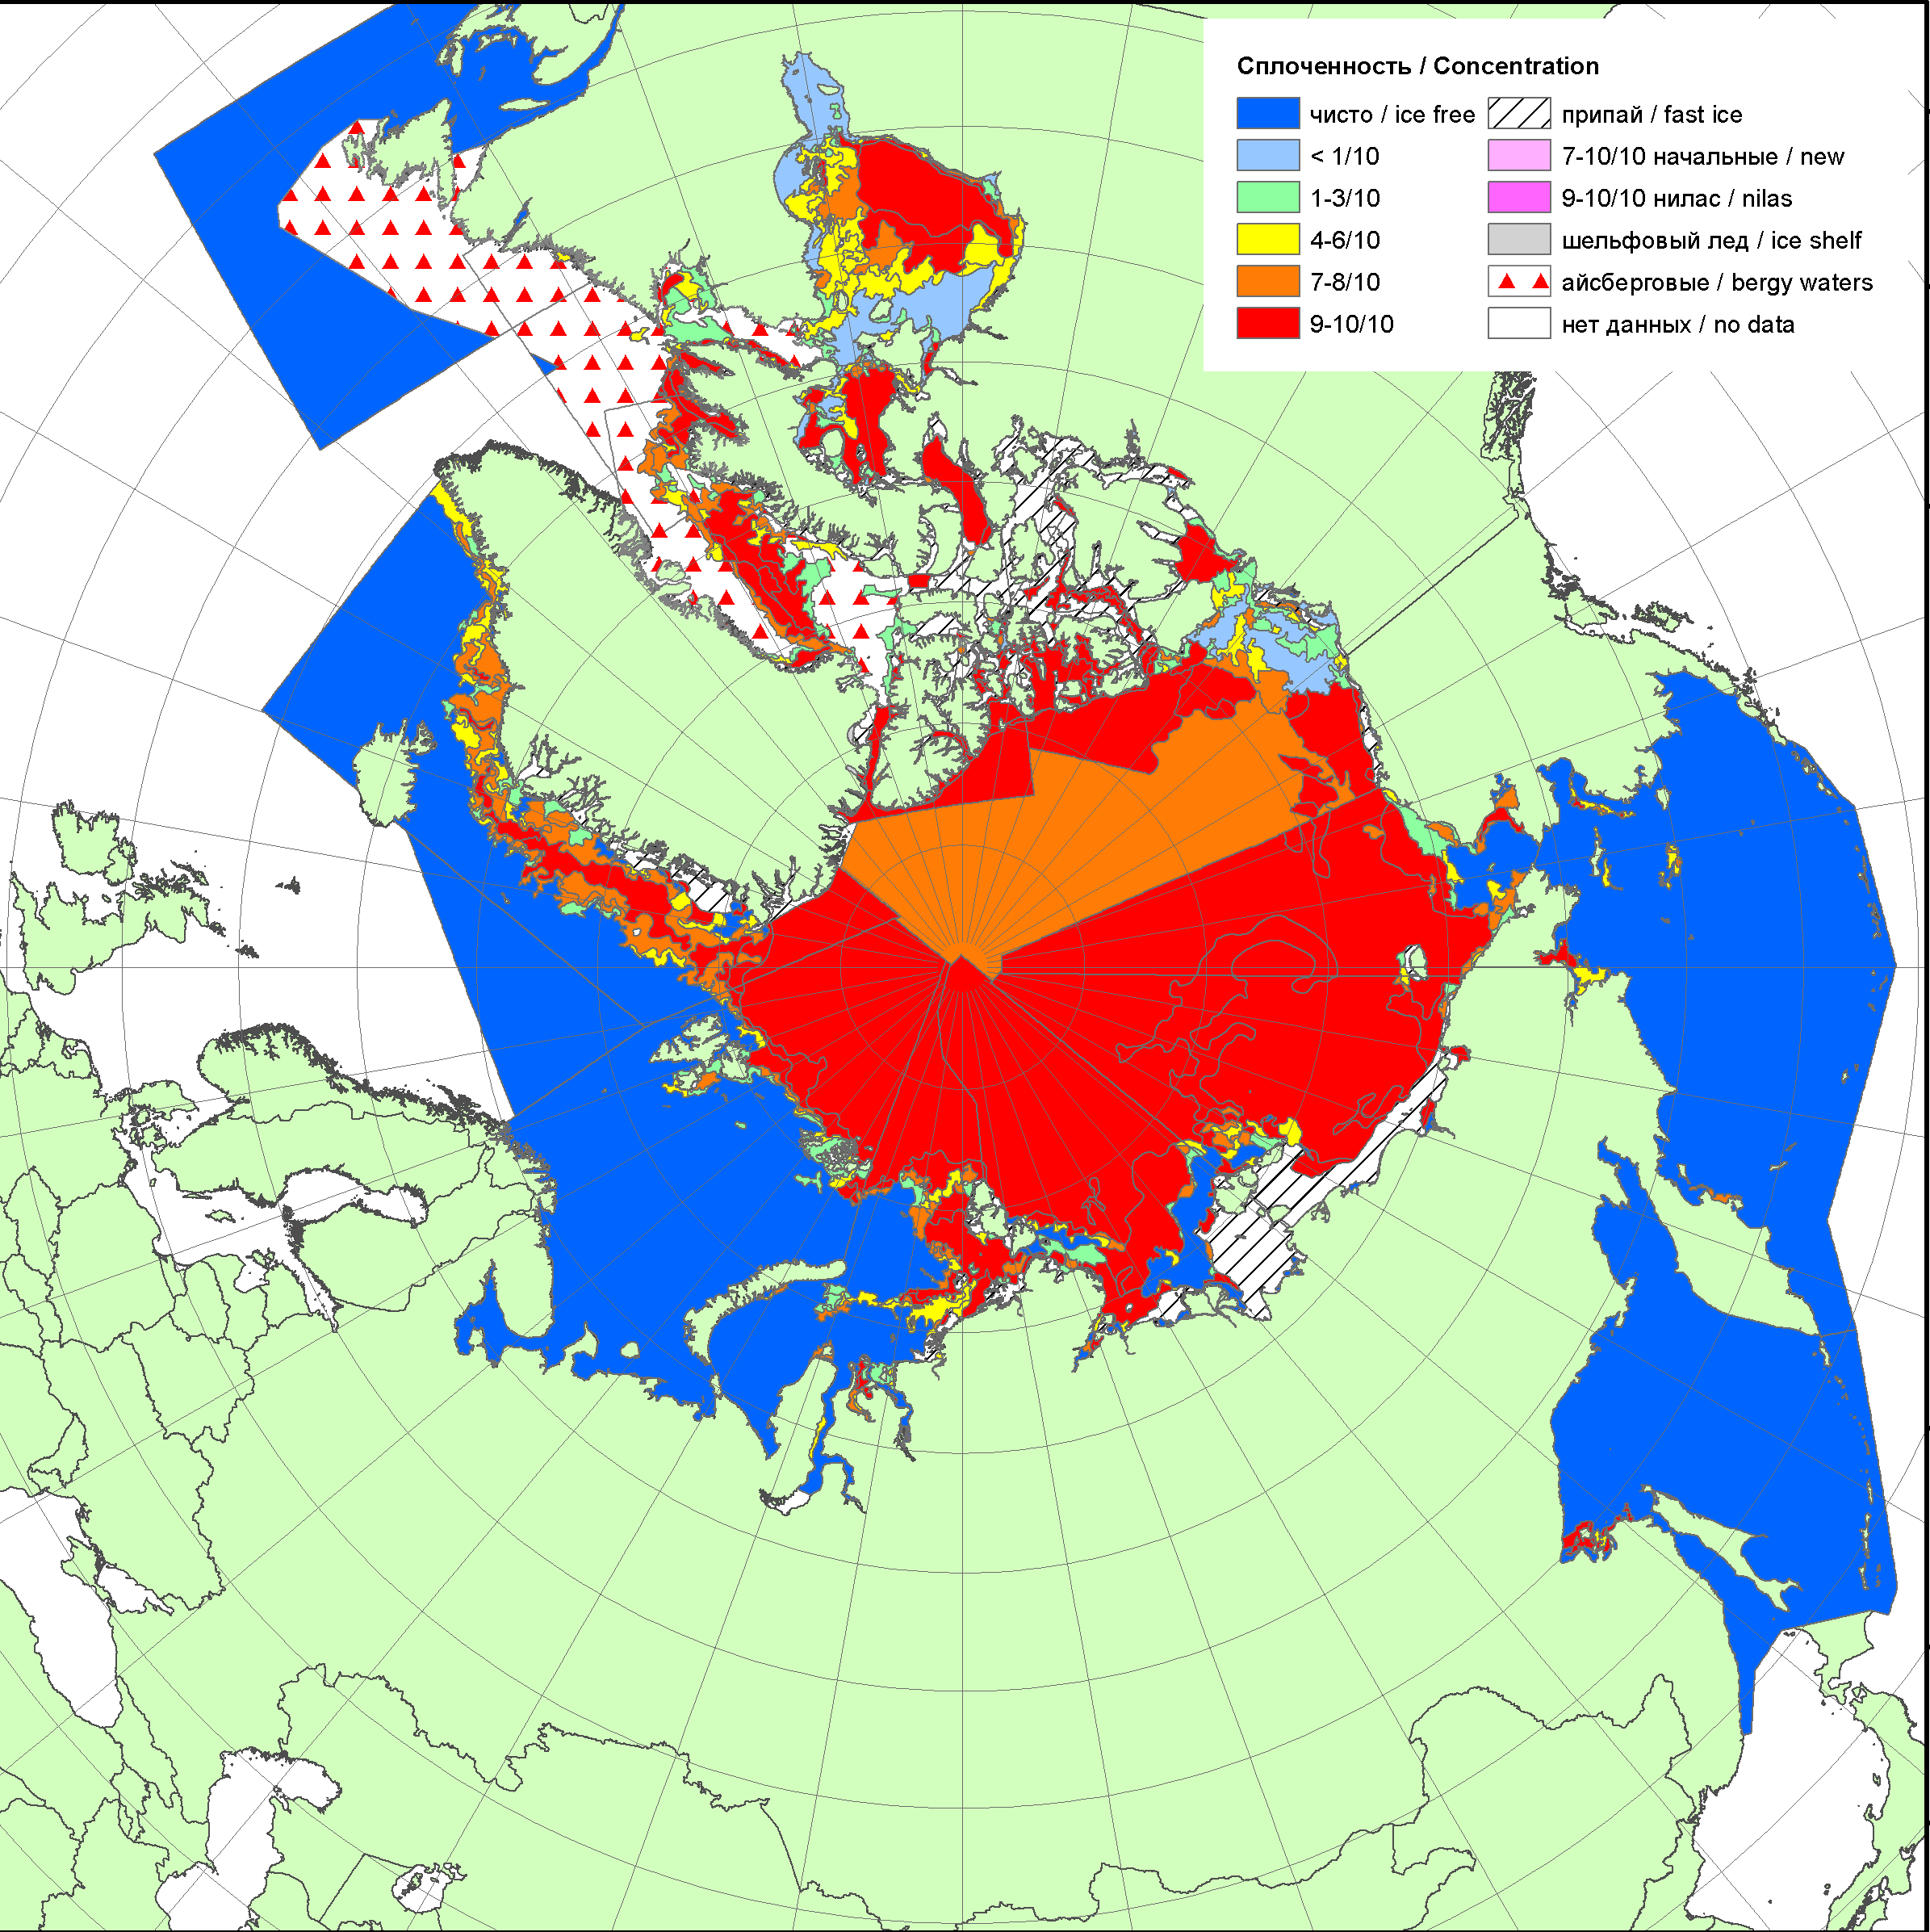 Сплоченность / Concentration
чисто / ice free
< 1/10
1-3/10
4-6/10
7-8/10
9-10/10
припай / fast ice
7-10/10 начальные / new
9-10/10 нилас / nilas
шельфовый лед / ice shelf
айсберговые / bergy waters
нет данных / no data